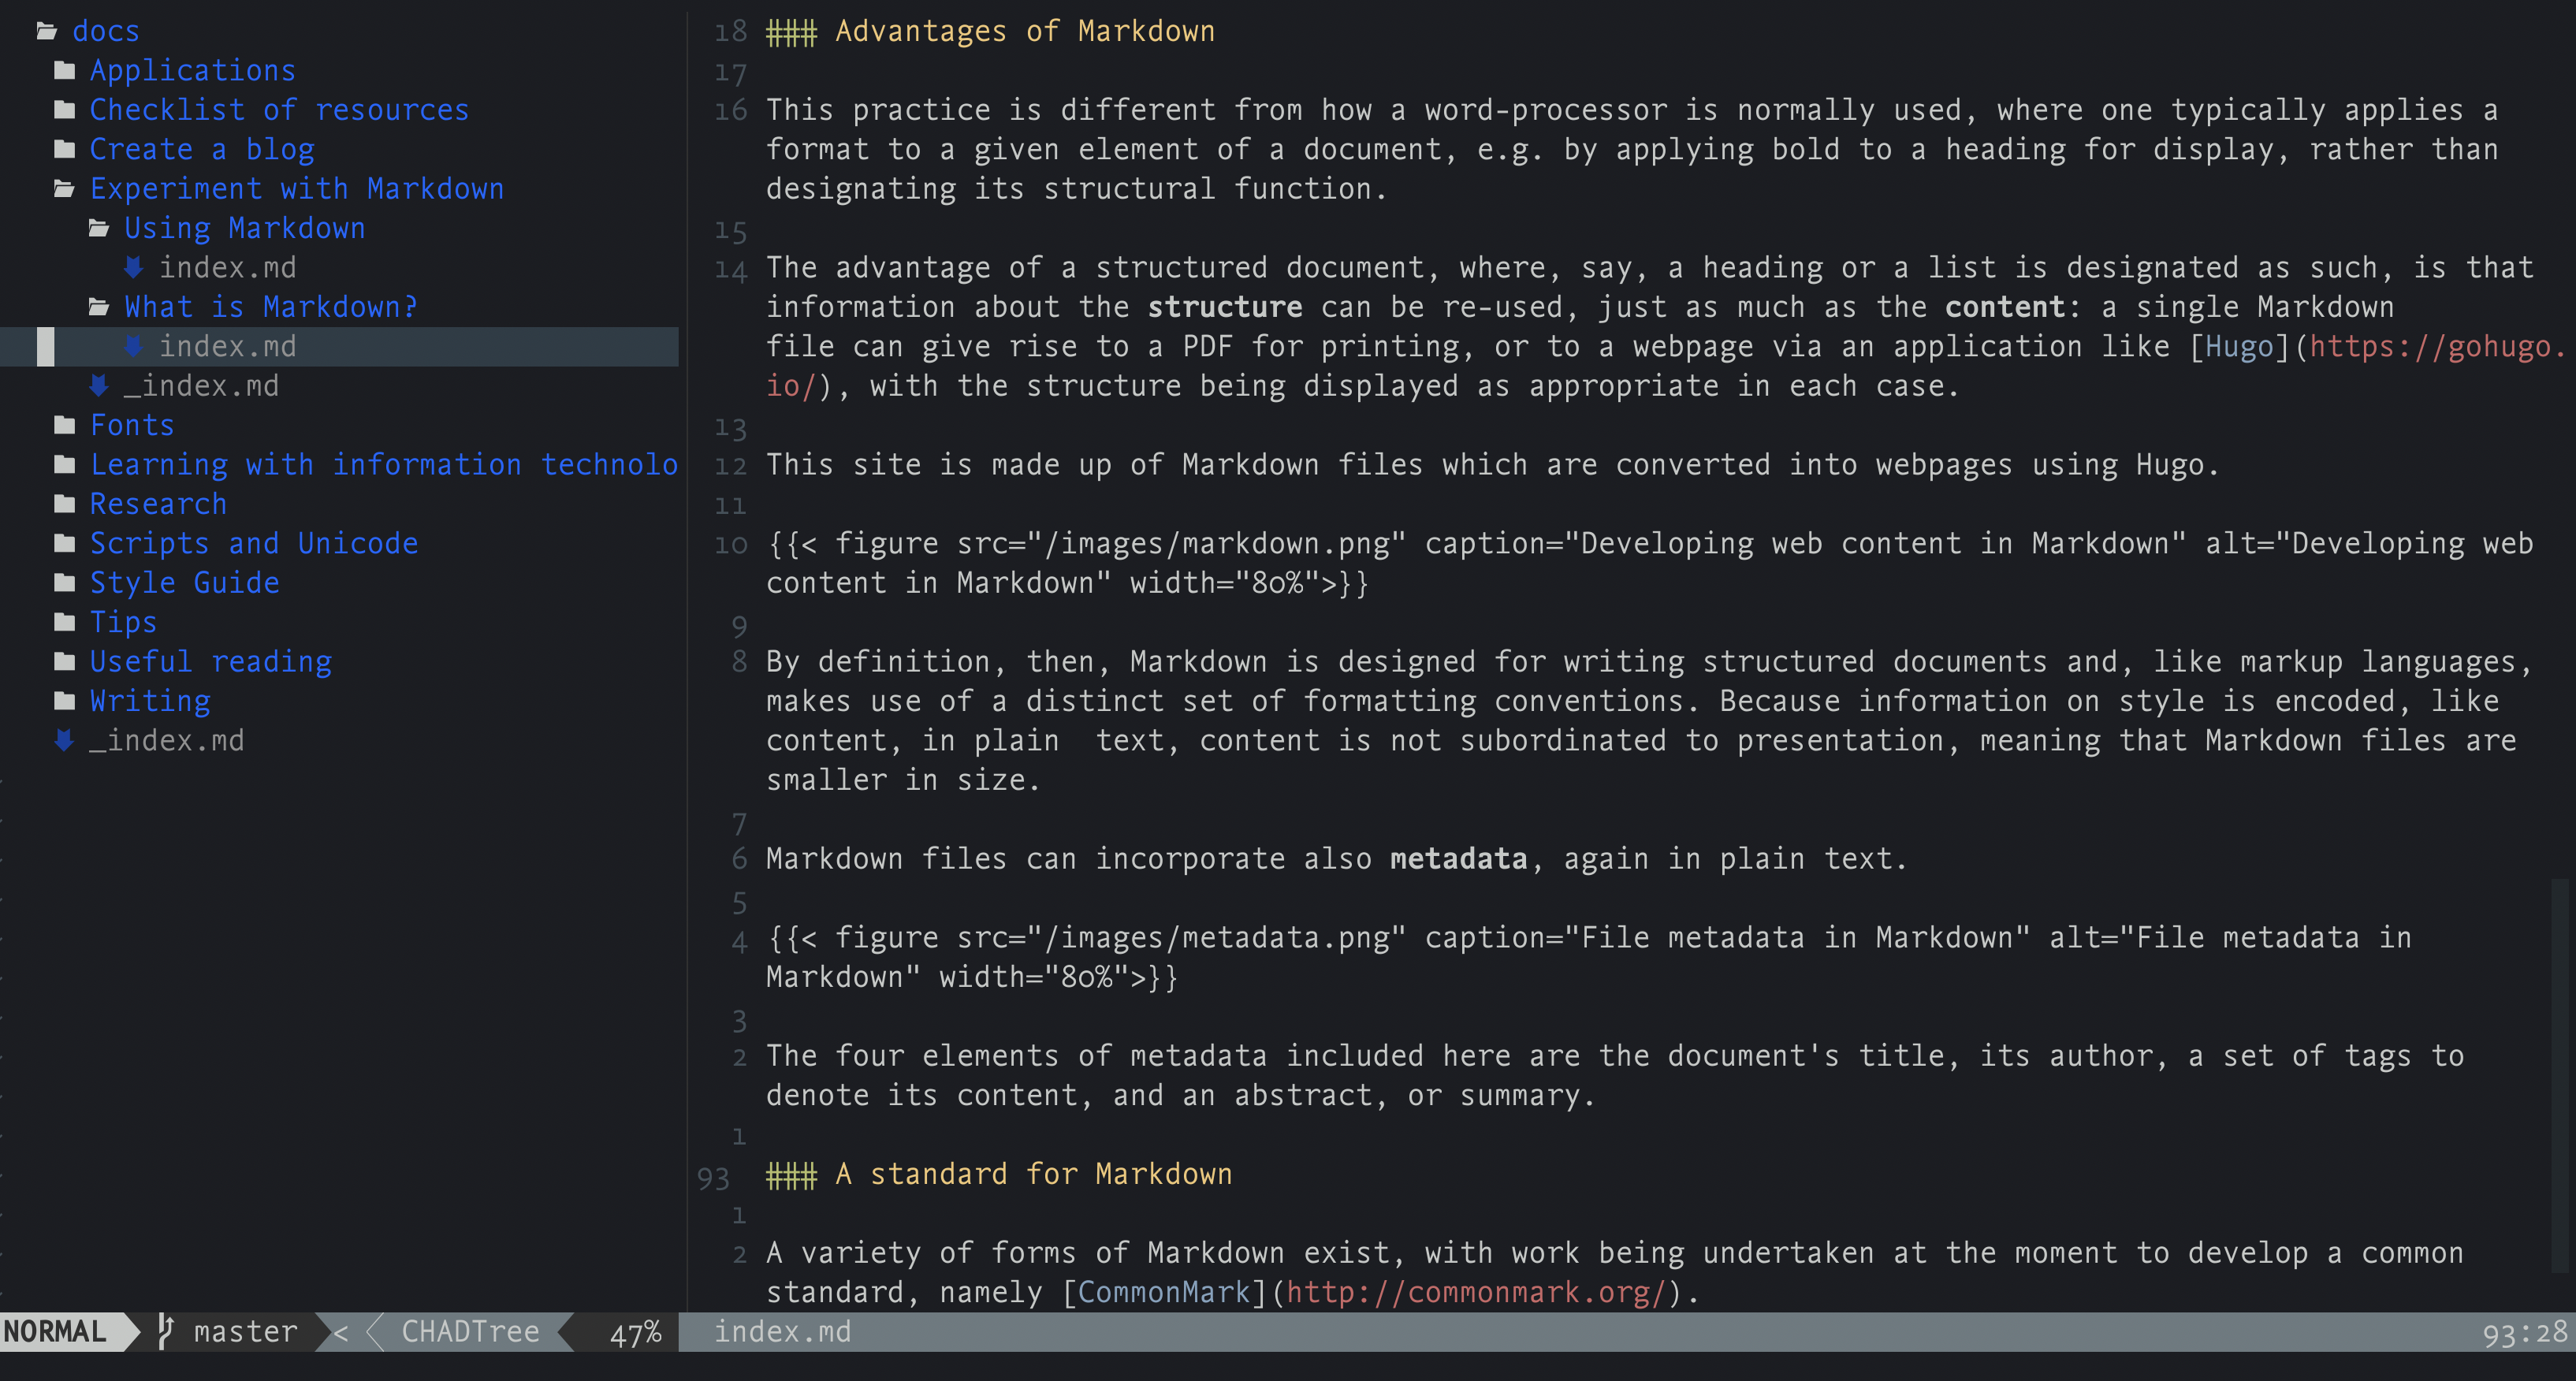 docs
Applications
Checklist of resources
Create a blog
Experiment with Markdown
Using Markdown
index.md
What is Markdown?
index.md
_index.md
Fonts
Learning with information technolo
Research
Scripts and Unicode
Style Guide
Tips
Useful reading
Writing
_index.md
18 ### Advantages of Markdown
17
16 This practice is different from how a word-processor is normally used, where one typically applies a
format to a given element of a document, e.g. by applying bold to a heading for display, rather than
designating its structural function.
15
14 The advantage of a structured document, where, say, a heading or a list is designated as such, is that
information about the structure can be re-used, just as much as the content: a single Markdown
file can give rise to a PDF for printing, or to a webpage via an application like [Hugo](https://gohugo.
io/), with the structure being displayed as appropriate in each case.
13
12 This site is made up of Markdown files which are converted into webpages using Hugo.
11
10 {{< figure src="/images/markdown.png" caption="Developing web content in Markdown" alt="Developing web
content in Markdown" width="80%">}}
9
8 By definition, then, Markdown is designed for writing structured documents and, like markup languages,
makes use of a distinct set of formatting conventions. Because information on style is encoded, like
content, in plain  text, content is not subordinated to presentation, meaning that Markdown files are
smaller in size.
7
6 Markdown files can incorporate also metadata, again in plain text.
5
4 {{< figure src="/images/metadata.png" caption="File metadata in Markdown" alt="File metadata in
Markdown" width="80%">}}
3
2 The four elements of metadata included here are the document's title, its author, a set of tags to
denote its content, and an abstract, or summary.
1
93 ### A standard for Markdown
1
2 A variety of forms of Markdown exist, with work being undertaken at the moment to develop a common
standard, namely [CommonMark](http://commonmark.org/).
NORMAL master < CHADTree 47% index.md 93:28